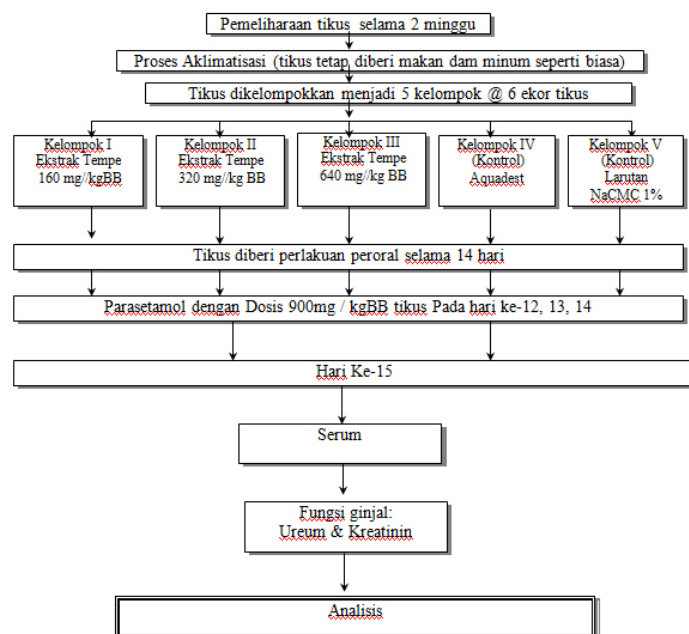 Pemeliharaan tikus selama 2 minggu
Proses Aklimatisasi (tikus tetap diberi makan dam minum seperti biasa)
Tikus dikelompokkan menjadi 5 kelompok @ 6 ekor tikus
Kelompok I
Ekstrak Tempe
160 mg//kgBB
Kelompok II
Ekstrak Tempe
320 mg//kg BB
Kelompok III
Ekstrak Tempe
640 mg//kg BB
Kelompok IV
(Kontrol)
Aquadest
Kelompok V
(Kontrol)
Larutan
NaCMC 1%
Tikus diberi perlakuan peroral selama 14 hari
Parasetamol dengan Dosis 900mg / kgBB tikus Pada hari ke-12, 13, 14
Hari Ke-15
Serum
Fungsi ginjal:
Ureum & Kreatinin
Analisis